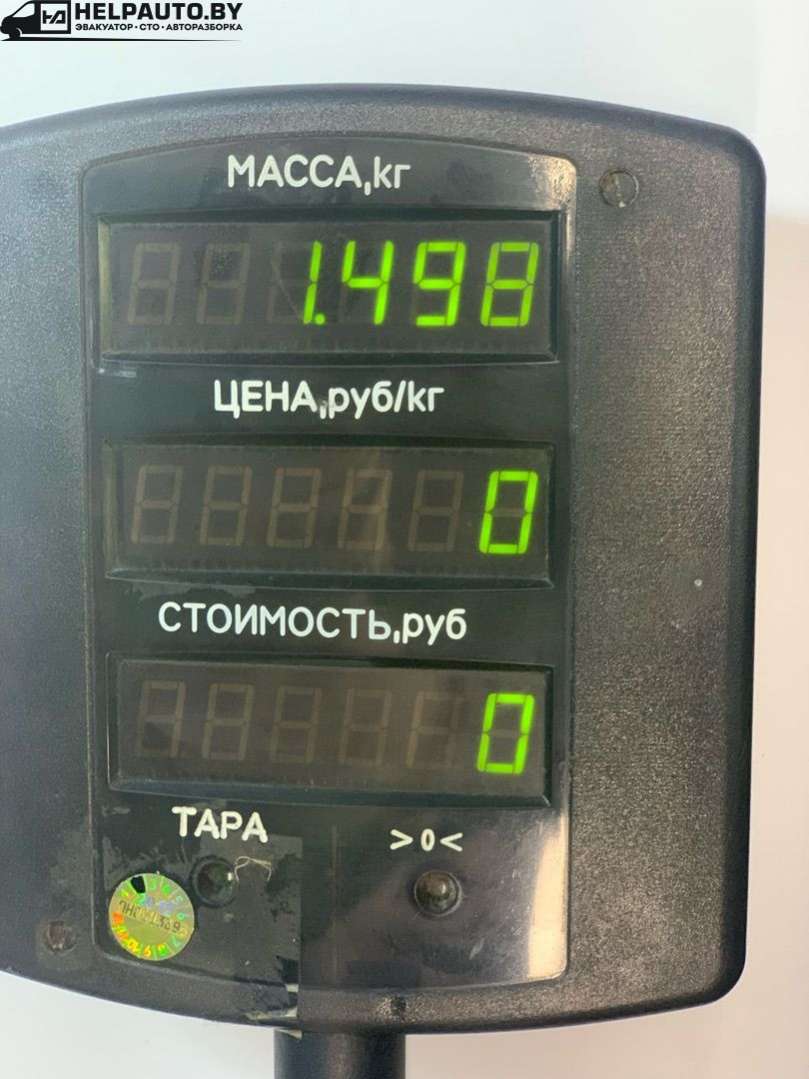 HELPAUTO.BY
ЭВАКУАТОР · СТО · АВТОРАЗБОРКА
МАССА,кг
1.498
ЦЕНА,руб/кг
0
СТОИМОСТЬ,руб
0
ТАРА
>0<